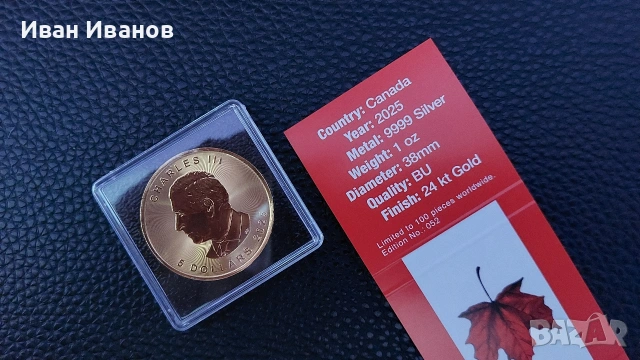 Иван Иванов
CHARLES III
5 DOLLARS
Country: Canada
Year: 2025
Metal: 9999 Silver
Weight: 1 oz
Diameter: 38mm
Quality: BU
Finish: 24 kt Gold
Limited to 100 pieces worldwide.
Edition No.: 052
BAZAR